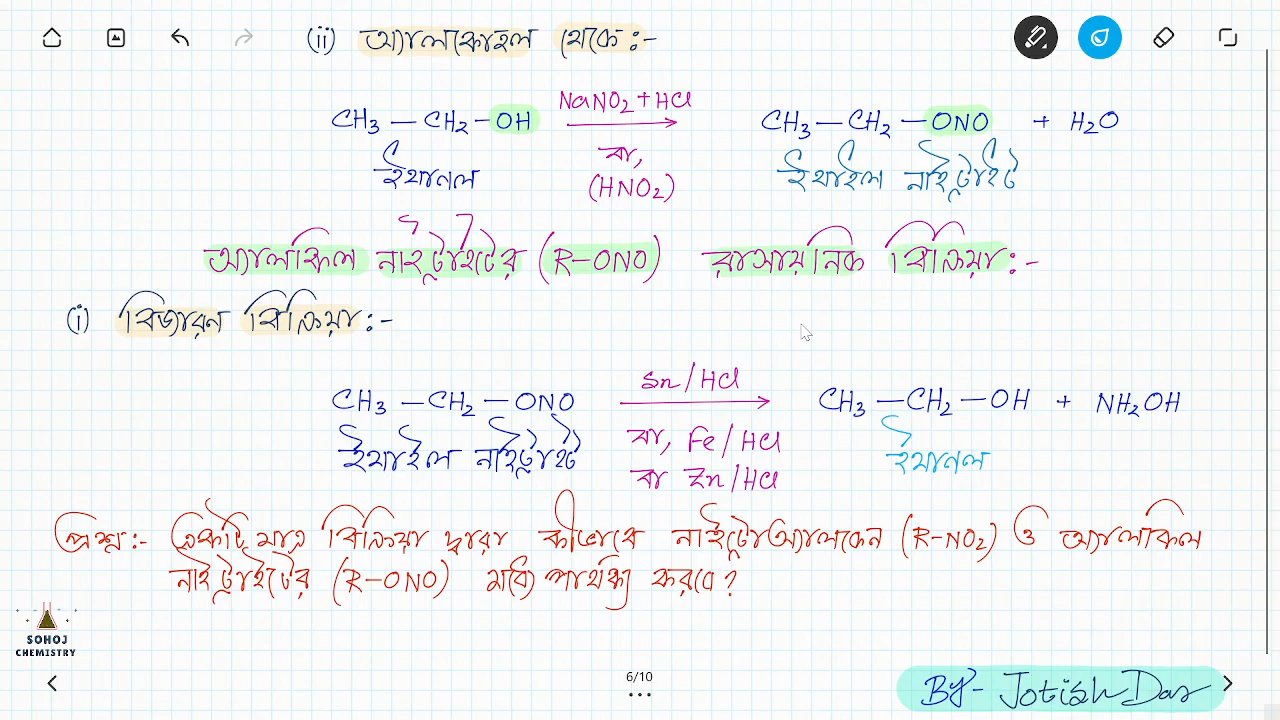 (ii) অ্যালকোহল থেকে:-
CH3 — CH2 — OH NaNO2 + HCl CH3 — CH2 — ONO + H2O
ইথানল বা, (HNO2) ইথাইল নাইট্রাইট
অ্যালকিল নাইট্রাইটের (R-ONO) রাসায়নিক বিক্রিয়া:-
(i) বিজারন বিক্রিয়া:-
CH3 — CH2 — ONO Sn/HCl CH3 — CH2 — OH + NH2OH
ইথাইল নাইট্রাইট বা, Fe/HCl ইথানল
বা Zn/HCl
প্রশ্ন:- একটি মাত্র বিক্রিয়া দ্বারা কীভাবে নাইট্রোঅ্যালকেন (R-NO2) ও অ্যালকিল
নাইট্রাইটের (R-ONO) মধ্যে পার্থক্য করবে?
SOHOJ
CHEMISTRY
6/10
BY- Jotish Das